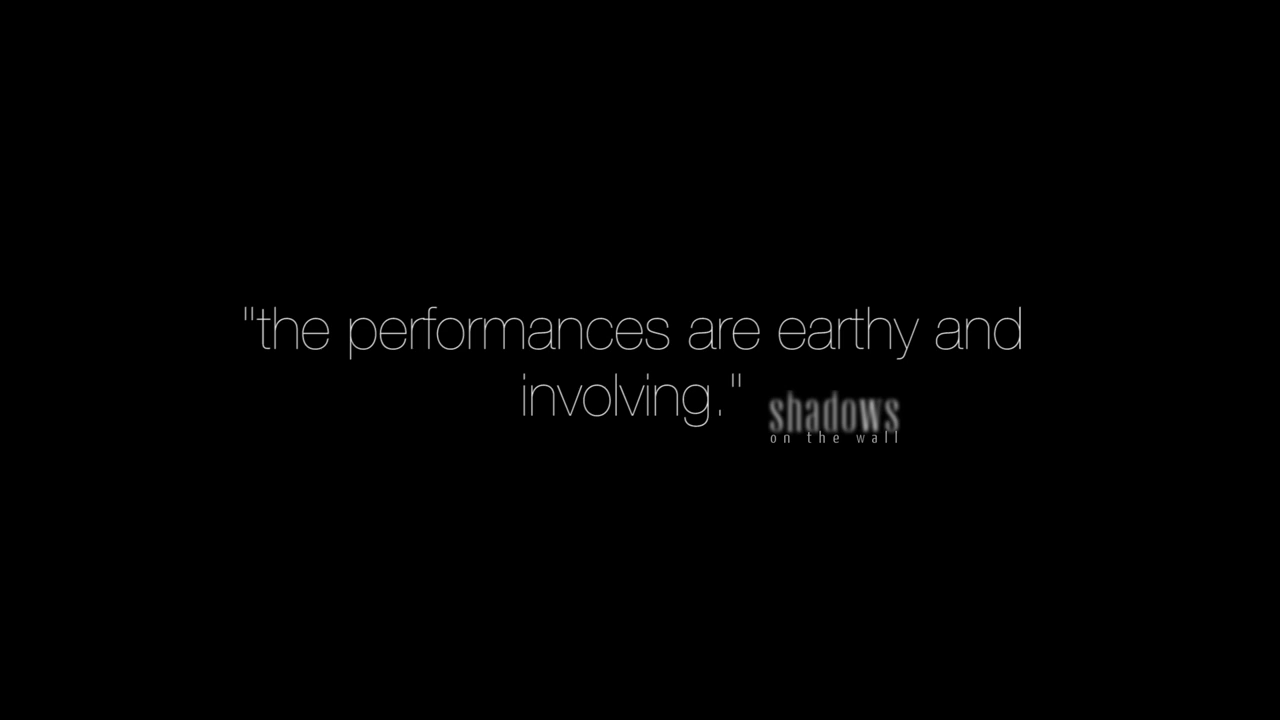 "the performances are earthy and
involving."
shadows
on the wall